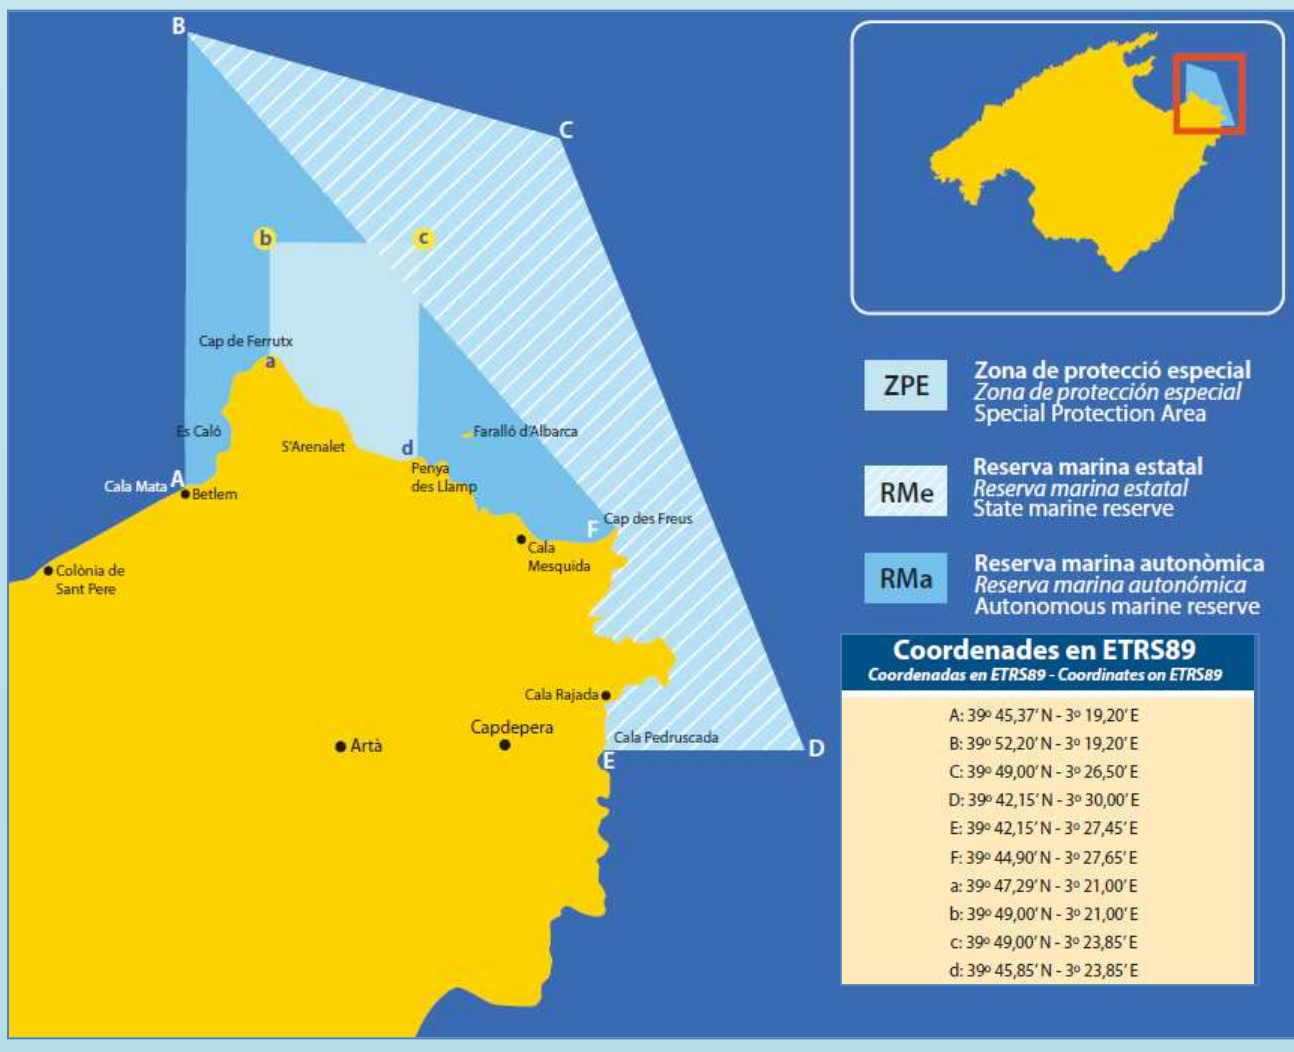 B
C
b
c
Cap de Ferrutx
a
Es Caló
S'Arenalet
d
Faralló d'Albarca
Cala Mata
A
Betlem
Penya
des Llamp
F
Cap des Freus
Cala
Mesquida
Colònia de
Sant Pere
Cala Rajada
Capdepera
Artà
Cala Pedruscada
E
D
ZPE
Zona de protecció especial
Zona de protección especial
Special Protection Area
RMe
Reserva marina estatal
Reserva marina estatal
State marine reserve
RMa
Reserva marina autonòmica
Reserva marina autonómica
Autonomous marine reserve
Coordenades en ETRS89
Coordenadas en ETRS89 - Coordinates on ETRS89
A: 39º 45,37' N - 3º 19,20' E
B: 39º 52,20' N - 3º 19,20' E
C: 39º 49,00' N - 3º 26,50' E
D: 39º 42,15' N - 3º 30,00' E
E: 39º 42,15' N - 3º 27,45' E
F: 39º 44,90' N - 3º 27,65' E
a: 39º 47,29' N - 3º 21,00' E
b: 39º 49,00' N - 3º 21,00' E
c: 39º 49,00' N - 3º 23,85' E
d: 39º 45,85' N - 3º 23,85' E